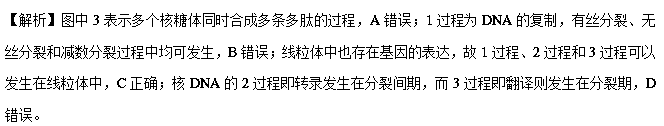 【解析】图中 3 表示多个核糖体同时合成多条多肽的过程，A 错误；1 过程为 DNA 的复制，有丝分裂、无
丝分裂和减数分裂过程中均可发生，B 错误；线粒体中也存在基因的表达，故 1 过程、2 过程和 3 过程可以
发生在线粒体中，C 正确；核 DNA 的 2 过程即转录发生在分裂间期，而 3 过程即翻译则发生在分裂期，D
错误。